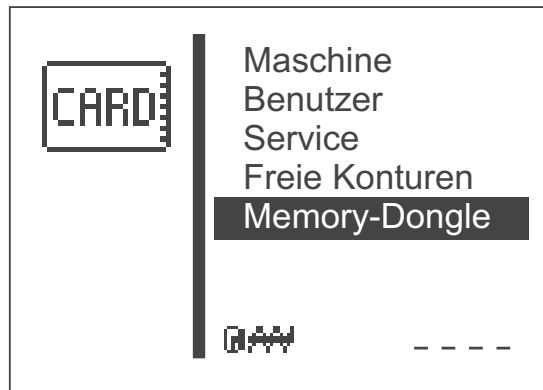 CARD
Maschine
Benutzer
Service
Freie Konturen
Memory-Dongle
_ _ _ _